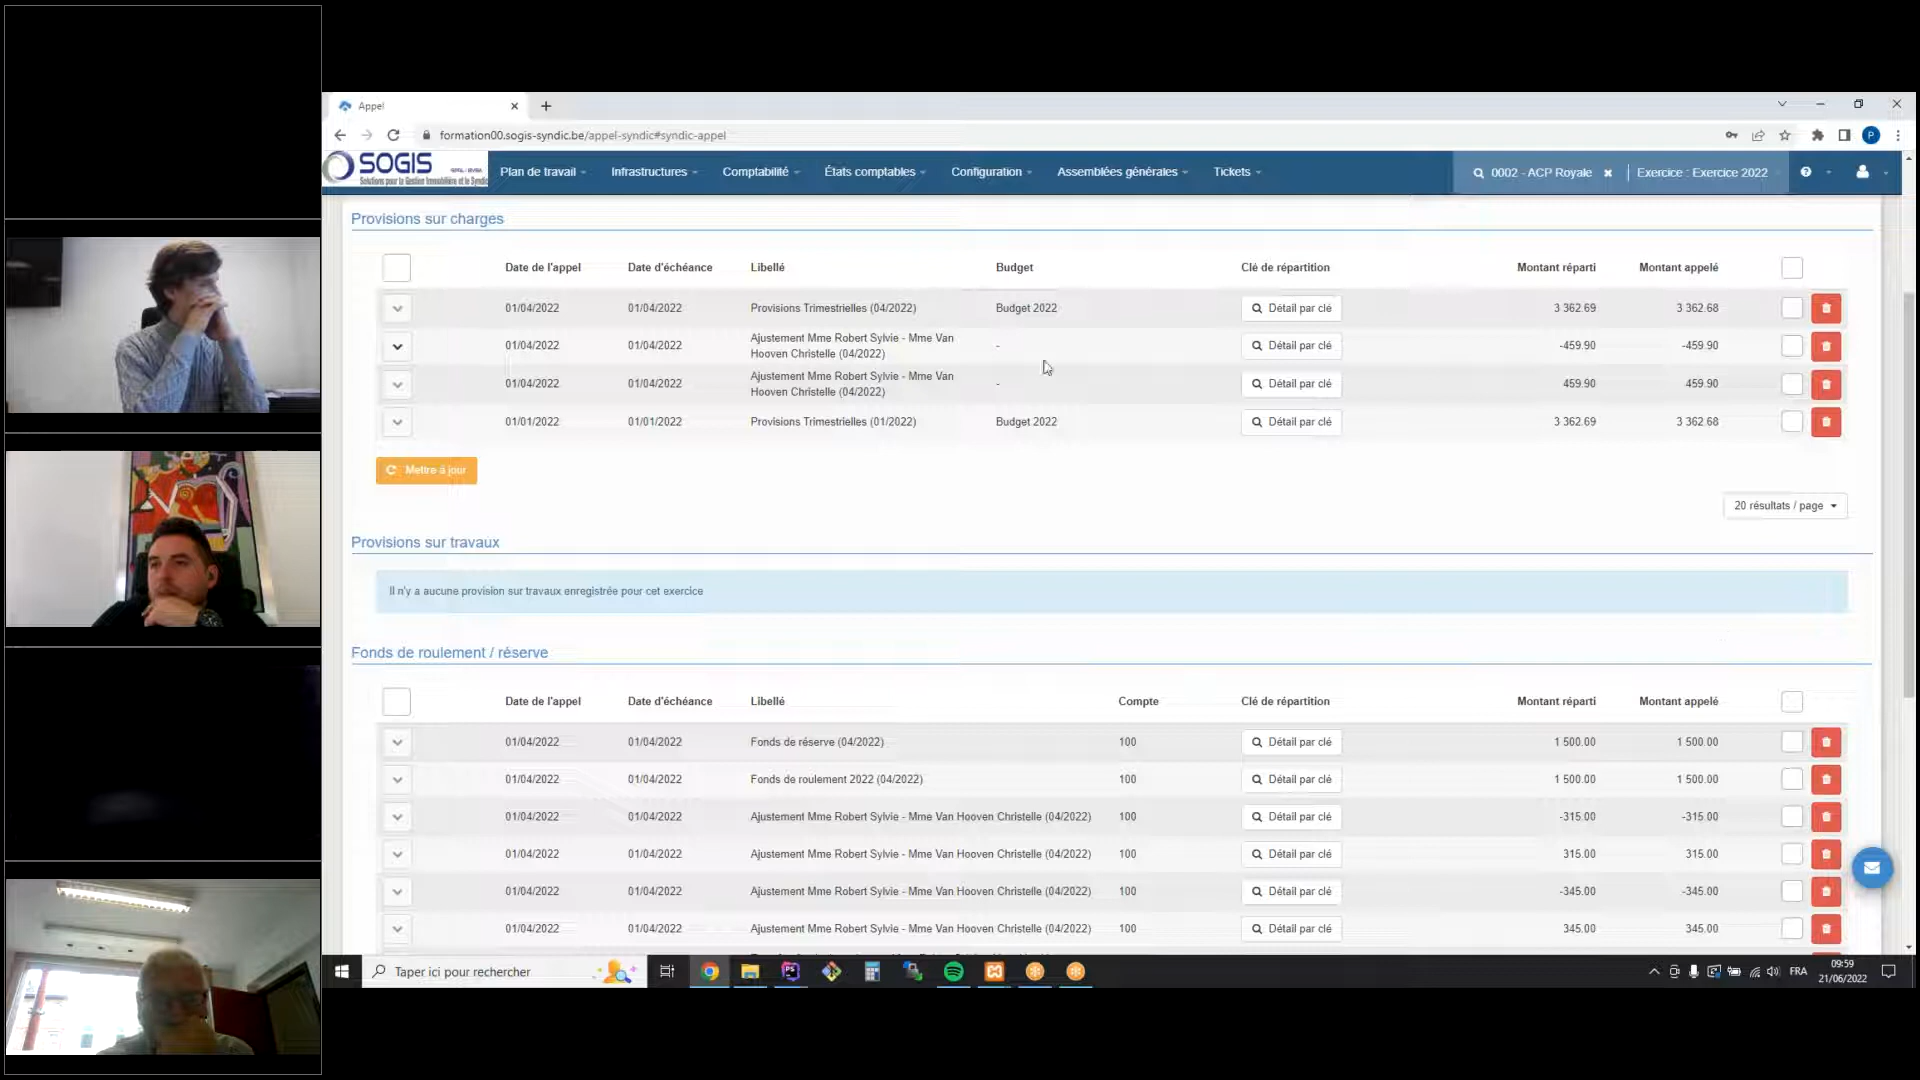 Appel
formation00.sogis-syndic.be/appel-syndic#syndic-appel
SOGIS
Solutions pour la Gestion Immobilière et le Syndic
Plan de travail
Infrastructures
Comptabilité
États comptables
Configuration
Assemblées générales
Tickets
0002 - ACP Royale
Exercice : Exercice 2022
Provisions sur charges
Date de l'appel Date d'échéance Libellé Budget Clé de répartition Montant réparti Montant appelé
01/04/2022 01/04/2022 Provisions Trimestrielles (04/2022) Budget 2022 Détail par clé 3 362.69 3 362.68
01/04/2022 01/04/2022 Ajustement Mme Robert Sylvie - Mme Van
Hooven Christelle (04/2022) - Détail par clé -459.90 -459.90
01/04/2022 01/04/2022 Ajustement Mme Robert Sylvie - Mme Van
Hooven Christelle (04/2022) - Détail par clé 459.90 459.90
01/01/2022 01/01/2022 Provisions Trimestrielles (01/2022) Budget 2022 Détail par clé 3 362.69 3 362.68
Mettre à jour
20 résultats / page
Provisions sur travaux
Il n'y a aucune provision sur travaux enregistrée pour cet exercice
Fonds de roulement / réserve
Date de l'appel Date d'échéance Libellé Compte Clé de répartition Montant réparti Montant appelé
01/04/2022 01/04/2022 Fonds de réserve (04/2022) 100 Détail par clé 1 500.00 1 500.00
01/04/2022 01/04/2022 Fonds de roulement 2022 (04/2022) 100 Détail par clé 1 500.00 1 500.00
01/04/2022 01/04/2022 Ajustement Mme Robert Sylvie - Mme Van Hooven Christelle (04/2022) 100 Détail par clé -315.00 -315.00
01/04/2022 01/04/2022 Ajustement Mme Robert Sylvie - Mme Van Hooven Christelle (04/2022) 100 Détail par clé 315.00 315.00
01/04/2022 01/04/2022 Ajustement Mme Robert Sylvie - Mme Van Hooven Christelle (04/2022) 100 Détail par clé -345.00 -345.00
01/04/2022 01/04/2022 Ajustement Mme Robert Sylvie - Mme Van Hooven Christelle (04/2022) 100 Détail par clé 345.00 345.00
Taper ici pour rechercher
FRA
09:59
21/06/2022